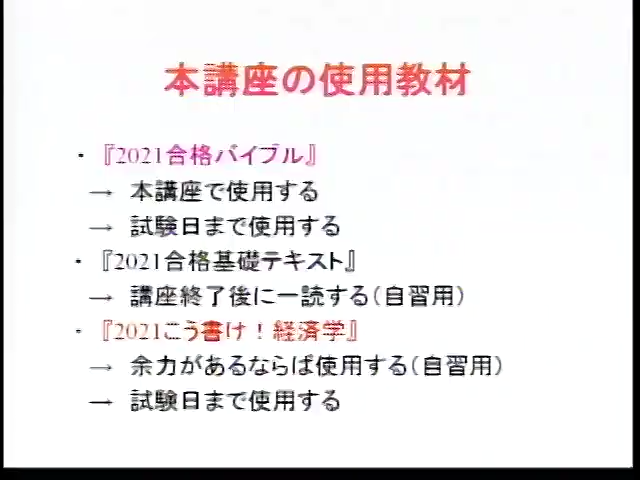 本講座の使用教材
・『2021合格バイブル』
→ 本講座で使用する
→ 試験日まで使用する
・『2021合格基礎テキスト』
→ 講座終了後に一読する(自習用)
・『2021こう書け！経済学』
→ 余力があるならば使用する(自習用)
→ 試験日まで使用する